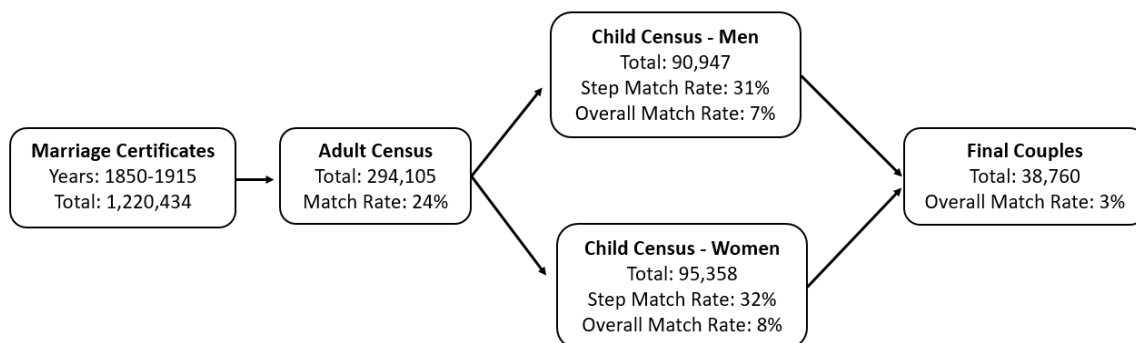 Marriage Certificates
Years: 1850-1915
Total: 1,220,434
Adult Census
Total: 294,105
Match Rate: 24%
Child Census - Men
Total: 90,947
Step Match Rate: 31%
Overall Match Rate: 7%
Child Census - Women
Total: 95,358
Step Match Rate: 32%
Overall Match Rate: 8%
Final Couples
Total: 38,760
Overall Match Rate: 3%